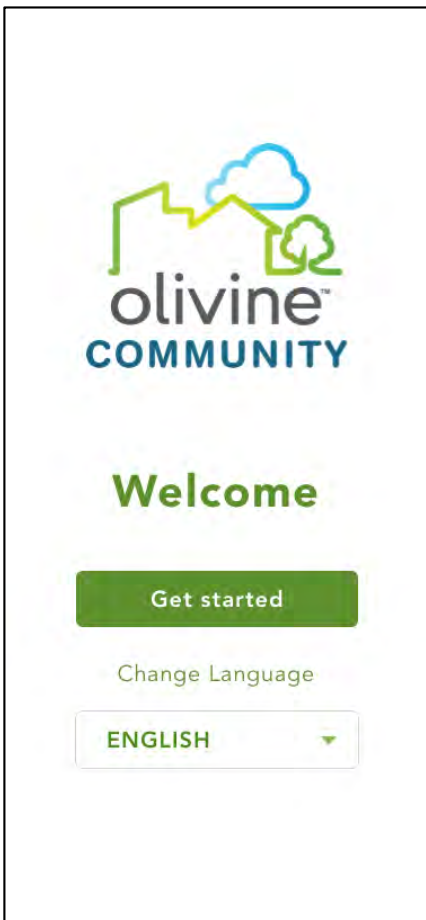 olivine™
COMMUNITY
Welcome
Get started
Change Language
ENGLISH